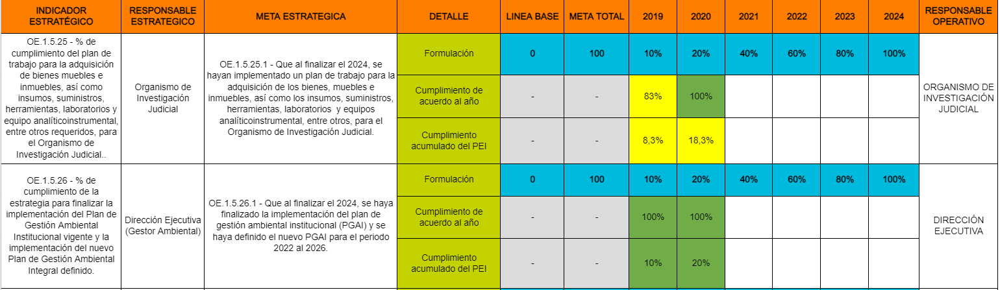 INDICADOR ESTRATÉGICO
RESPONSABLE ESTRATEGICO
META ESTRATEGICA
DETALLE
LINEA BASE
META TOTAL
2019
2020
2021
2022
2023
2024
RESPONSABLE OPERATIVO
OE.1.5.25 - % de
cumplimiento del plan de
trabajo para la adquisición
de bienes muebles e
inmuebles, así como
insumos, suministros,
herramientas, laboratorios y
equipo analíticoinstrumental,
entre otros requeridos, para
el Organismo de
Investigación Judicial..
Organismo de
Investigación
Judicial
OE.1.5.25.1 - Que al finalizar el 2024, se
hayan implementado un plan de trabajo para la
adquisición de los bienes, muebles e
inmuebles, así como los insumos, suministros,
herramientas, laboratorios y equipos
analíticoinstrumental, entre otros, para el
Organismo de Investigación Judicial.
Formulación
0
100
10%
20%
40%
60%
80%
100%
Cumplimiento de
acuerdo al año
-
-
83%
100%
Cumplimiento
acumulado del PEI
-
-
8,3%
18,3%
ORGANISMO DE
INVESTIGACIÓN
JUDICIAL
OE.1.5.26 - % de
cumplimiento de la
estrategia para finalizar la
implementación del Plan de
Gestión Ambiental
Institucional vigente y la
implementación del nuevo
Plan de Gestión Ambiental
Integral definido.
Dirección Ejecutiva
(Gestor Ambiental)
OE.1.5.26.1 - Que al finalizar el 2024, se haya
finalizado la implementación del plan de
gestión ambiental institucional (PGAI) y se
haya definido el nuevo PGAI para el periodo
2022 al 2026.
Formulación
0
100
10%
20%
40%
60%
80%
100%
Cumplimiento de
acuerdo al año
-
-
100%
100%
Cumplimiento
acumulado del PEI
-
-
10%
20%
DIRECCIÓN
EJECUTIVA